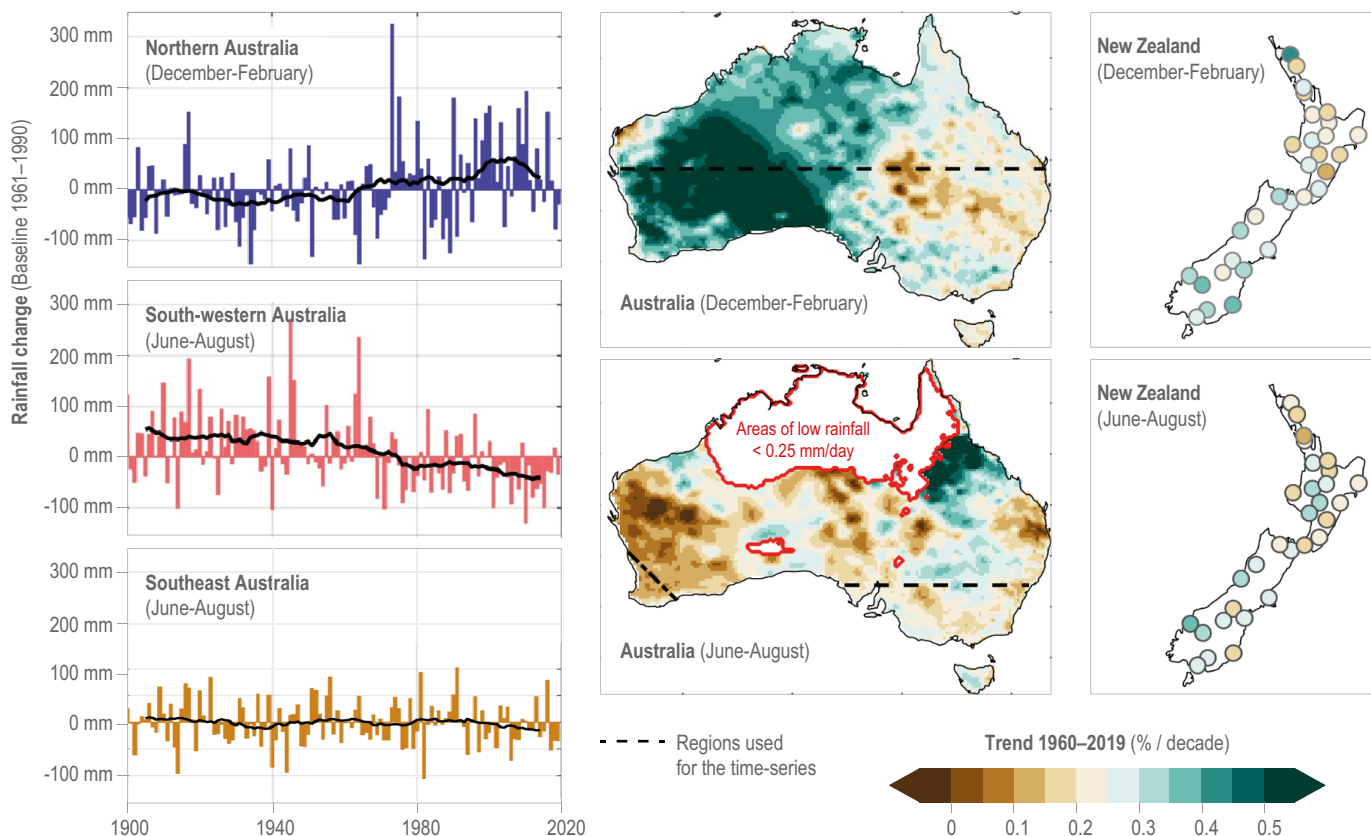 Rainfall change (Baseline 1961–1990)
300 mm
200 mm
100 mm
0 mm
-100 mm
Northern Australia
(December-February)
300 mm
200 mm
100 mm
0 mm
-100 mm
South-western Australia
(June-August)
300 mm
200 mm
100 mm
0 mm
-100 mm
Southeast Australia
(June-August)
1900
1940
1980
2020
Australia (December-February)
New Zealand
(December-February)
Areas of low rainfall
< 0.25 mm/day
Australia (June-August)
New Zealand
(June-August)
Regions used
for the time-series
Trend 1960–2019 (% / decade)
0
0.1
0.2
0.3
0.4
0.5